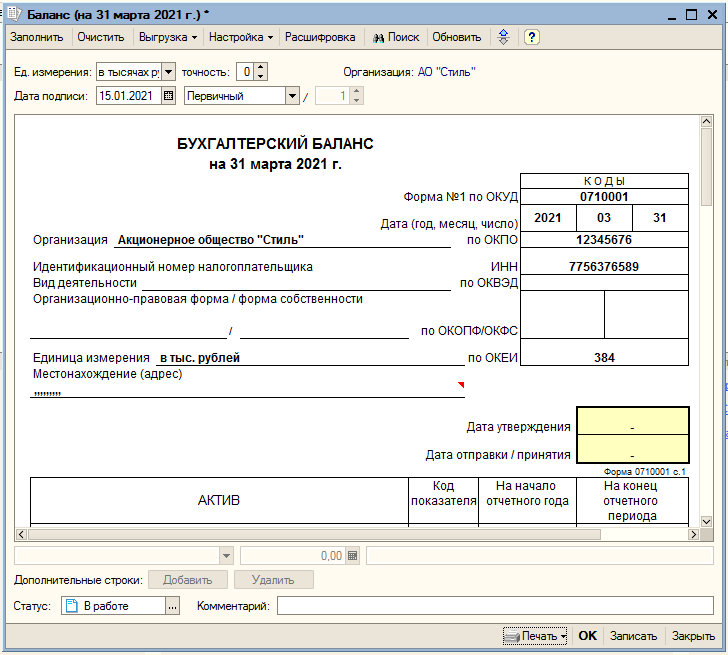 Баланс (на 31 марта 2021 г.) *
Заполнить Очистить Выгрузка Настройка Расшифровка Поиск Обновить ?
Ед. измерения: в тысячах ру точность: 0 Организация: АО "Стиль"
Дата подписи: 15.01.2021 Первичный / 1
БУХГАЛТЕРСКИЙ БАЛАНС
на 31 марта 2021 г.
К О Д Ы
Форма №1 по ОКУД 0710001
Дата (год, месяц, число) 2021 03 31
Организация Акционерное общество "Стиль" по ОКПО 12345676
Идентификационный номер налогоплательщика ИНН 7756376589
Вид деятельности по ОКВЭД
Организационно-правовая форма / форма собственности
/ по ОКОПФ/ОКФС
Единица измерения в тыс. рублей по ОКЕИ 384
Местонахождение (адрес)
,,,,,,,,,
Дата утверждения -
Дата отправки / принятия -
Форма 0710001 с.1
АКТИВ Код показателя На начало отчетного года На конец отчетного периода
0,00
Дополнительные строки: Добавить Удалить
Статус: В работе ... Комментарий:
Печать OK Записать Закрыть